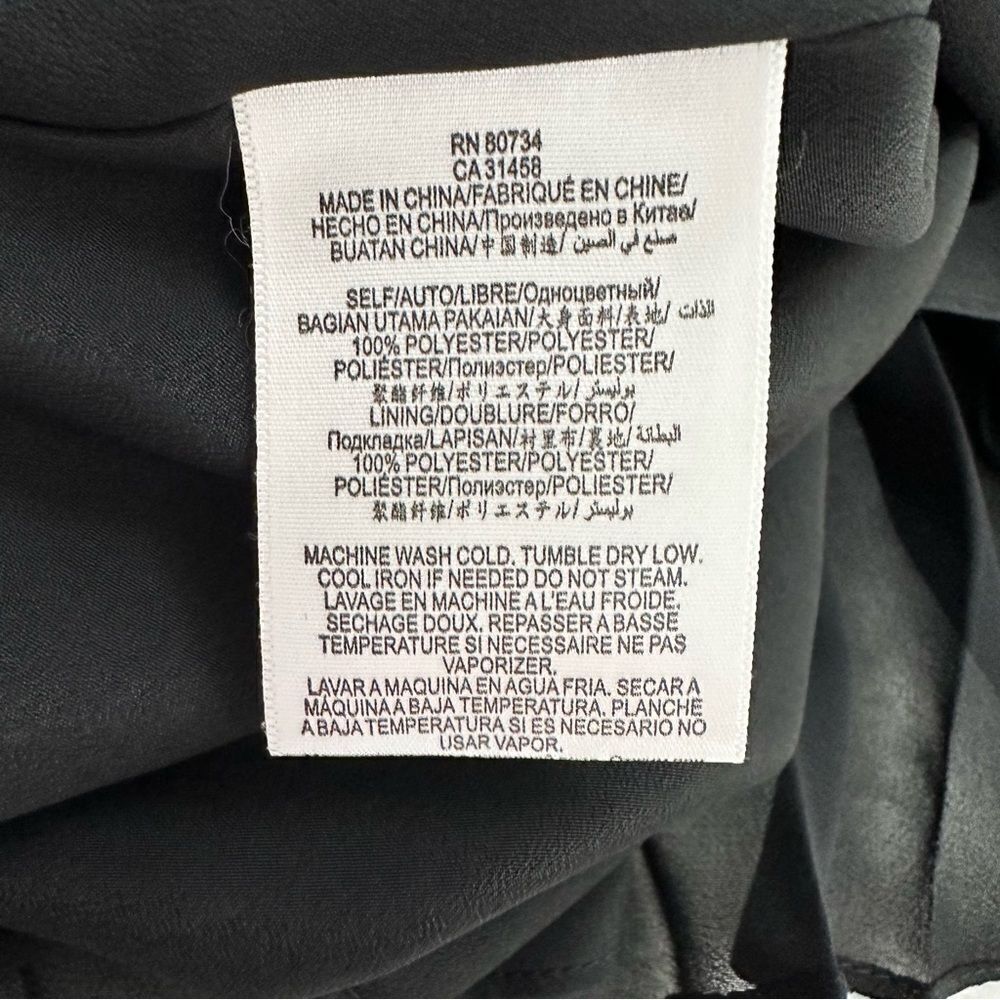 RN 80734
CA 31458
MADE IN CHINA/FABRIQUÉ EN CHINE/
HECHO EN CHINA/Произведено в Китае/
BUATAN CHINA/中国制造/ صنع في الصين
SELF/AUTO/LIBRE/Одноцветный/
BAGIAN UTAMA PAKAIAN/大身面料/表地/ الذات
100% POLYESTER/POLYESTER/
POLIÉSTER/Полиэстер/POLIESTER/
聚酯纤维/ポリエステル/ بوليستر
LINING/DOUBLURE/FORRO/
Подкладка/LAPISAN/衬里布/裏地/ البطانة
100% POLYESTER/POLYESTER/
POLIÉSTER/Полиэстер/POLIESTER/
聚酯纤维/ポリエステル/ بوليستر
MACHINE WASH COLD. TUMBLE DRY LOW.
COOL IRON IF NEEDED DO NOT STEAM.
LAVAGE EN MACHINE A L'EAU FROIDE.
SECHAGE DOUX. REPASSER A BASSE
TEMPERATURE SI NECESSAIRE NE PAS
VAPORIZER.
LAVAR A MAQUINA EN AGUA FRIA. SECAR A
MAQUINA A BAJA TEMPERATURA. PLANCHE
A BAJA TEMPERATURA SI ES NECESARIO NO
USAR VAPOR.